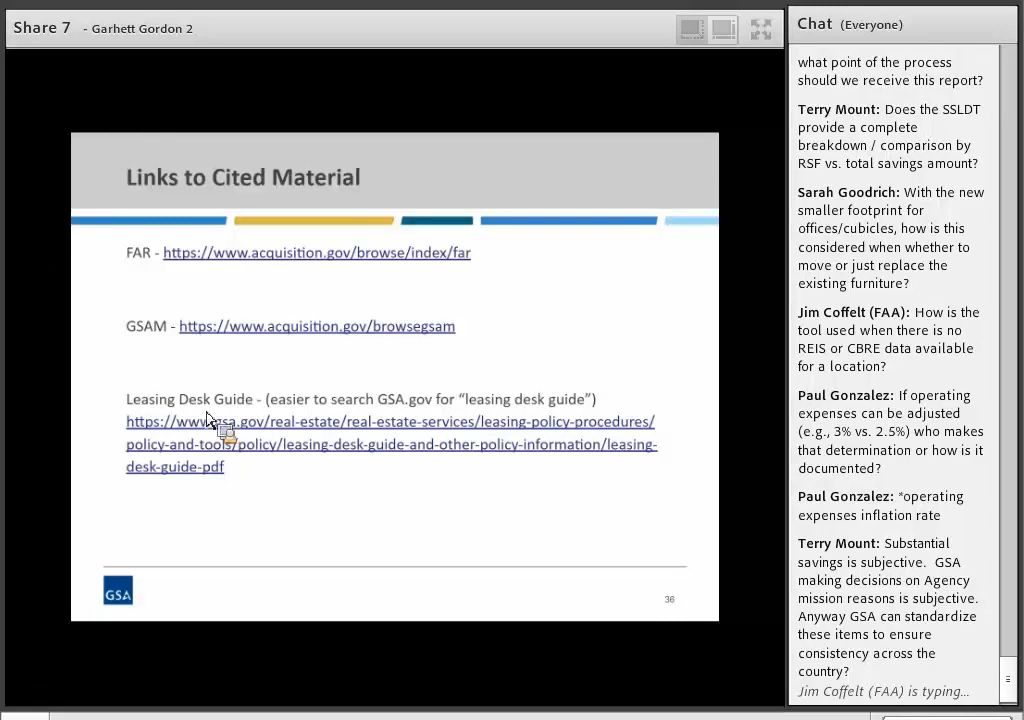 Share 7 - Garhett Gordon 2
Links to Cited Material
FAR - https://www.acquisition.gov/browse/index/far
GSAM - https://www.acquisition.gov/browsegsam
Leasing Desk Guide - (easier to search GSA.gov for “leasing desk guide”)
https://www.gsa.gov/real-estate/real-estate-services/leasing-policy-procedures/
policy-and-tools/policy/leasing-desk-guide-and-other-policy-information/leasing-
desk-guide-pdf
GSA
36
Chat (Everyone)
what point of the process
should we receive this report?
Terry Mount: Does the SSLDT
provide a complete
breakdown / comparison by
RSF vs. total savings amount?
Sarah Goodrich: With the new
smaller footprint for
offices/cubicles, how is this
considered when whether to
move or just replace the
existing furniture?
Jim Coffelt (FAA): How is the
tool used when there is no
REIS or CBRE data available
for a location?
Paul Gonzalez: If operating
expenses can be adjusted
(e.g., 3% vs. 2.5%) who makes
that determination or how is it
documented?
Paul Gonzalez: *operating
expenses inflation rate
Terry Mount: Substantial
savings is subjective.  GSA
making decisions on Agency
mission reasons is subjective.
Anyway GSA can standardize
these items to ensure
consistency across the
country?
Jim Coffelt (FAA) is typing...